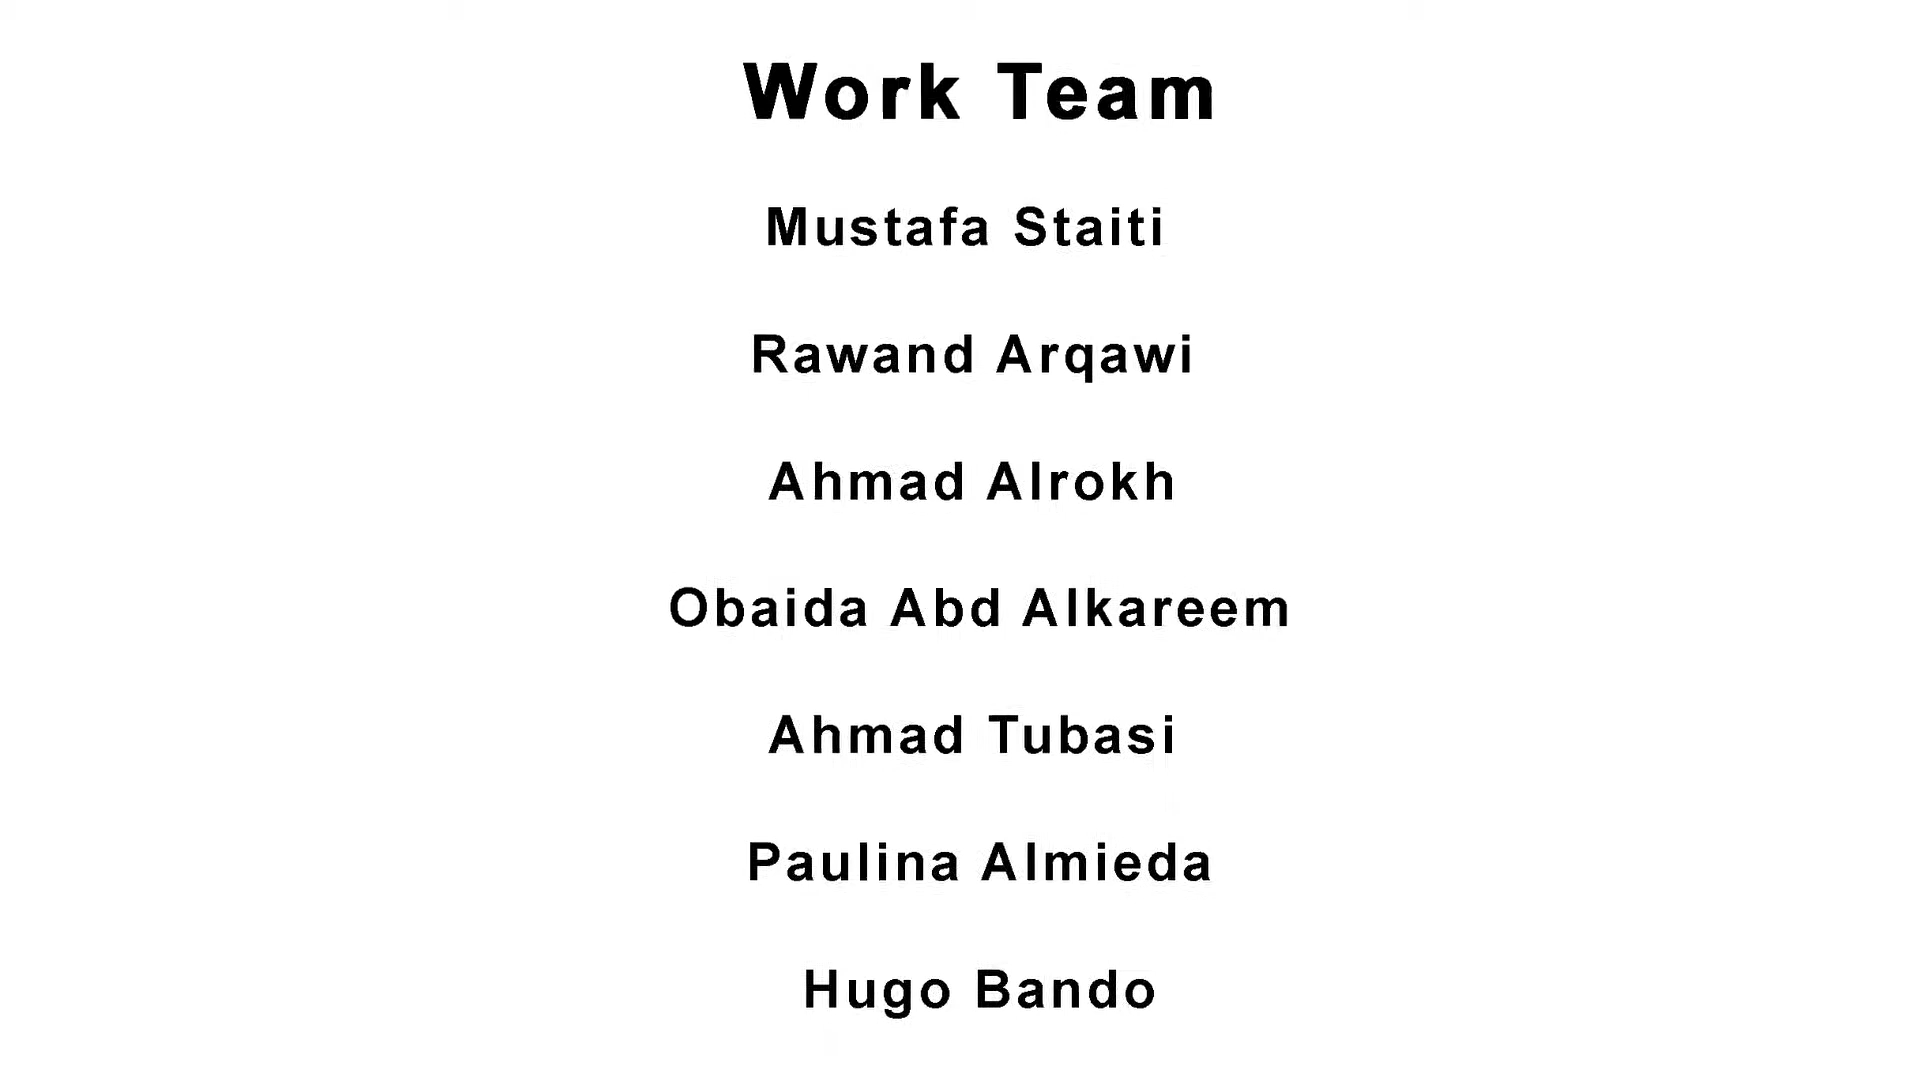 Work Team
Mustafa Staiti
Rawand Arqawi
Ahmad Alrokh
Obaida Abd Alkareem
Ahmad Tubasi
Paulina Almieda
Hugo Bando